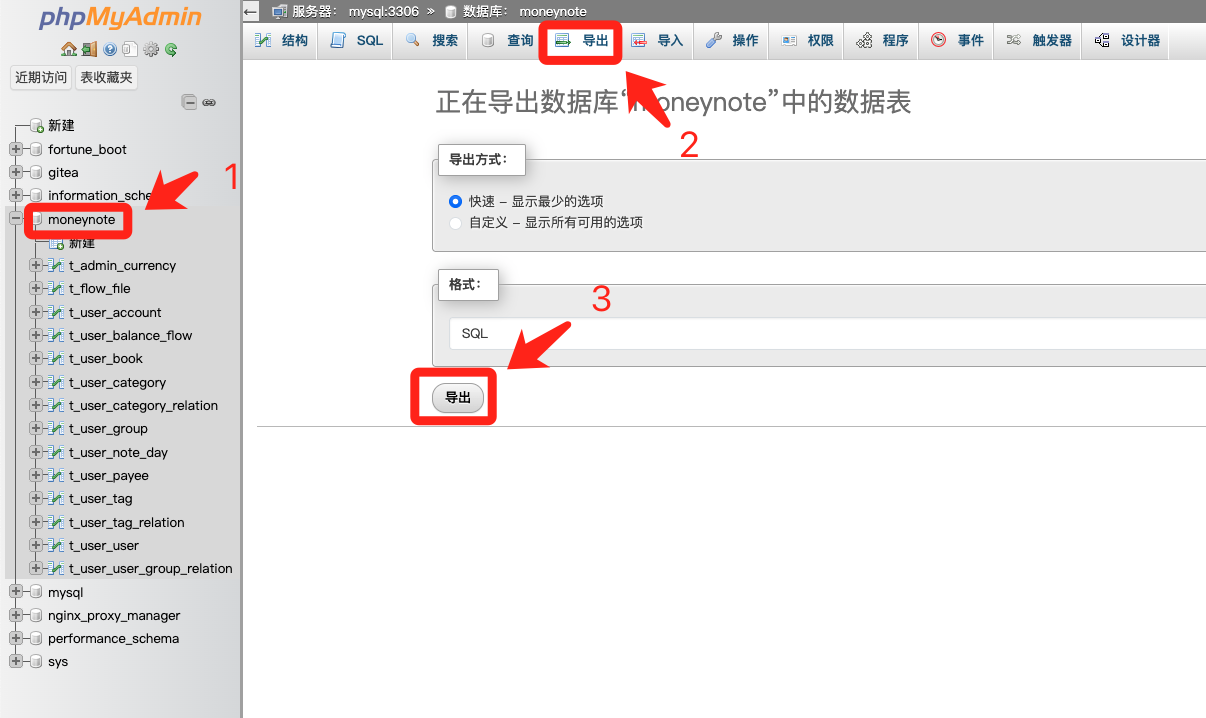 phpMyAdmin
近期访问 表收藏夹
新建
fortune_boot
gitea
information_sche
moneynote
新建
t_admin_currency
t_flow_file
t_user_account
t_user_balance_flow
t_user_book
t_user_category
t_user_category_relation
t_user_group
t_user_note_day
t_user_payee
t_user_tag
t_user_tag_relation
t_user_user
t_user_user_group_relation
mysql
nginx_proxy_manager
performance_schema
sys
1
服务器: mysql:3306 » 数据库: moneynote
结构 SQL 搜索 查询 导出 导入 操作 权限 程序 事件 触发器 设计器
2
正在导出数据库“moneynote”中的数据表
导出方式:
快速 – 显示最少的选项
自定义 – 显示所有可用的选项
格式:
3
SQL
导出